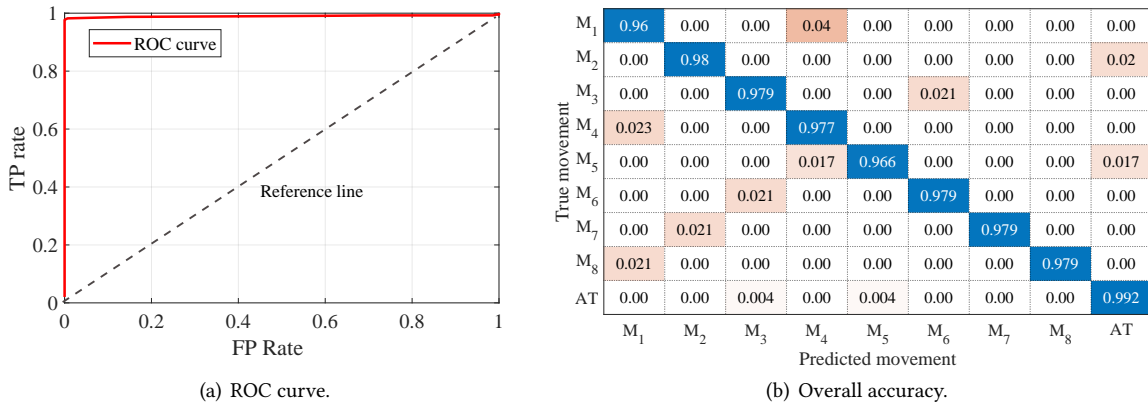 1
0.8
0.6
0.4
0.2
0
0 0.2 0.4 0.6 0.8 1
TP rate
FP Rate
ROC curve
Reference line
(a) ROC curve.
True movement
M1 0.96 0.00 0.00 0.04 0.00 0.00 0.00 0.00 0.00
M2 0.00 0.98 0.00 0.00 0.00 0.00 0.00 0.00 0.02
M3 0.00 0.00 0.979 0.00 0.00 0.021 0.00 0.00 0.00
M4 0.023 0.00 0.00 0.977 0.00 0.00 0.00 0.00 0.00
M5 0.00 0.00 0.00 0.017 0.966 0.00 0.00 0.00 0.017
M6 0.00 0.00 0.021 0.00 0.00 0.979 0.00 0.00 0.00
M7 0.00 0.021 0.00 0.00 0.00 0.00 0.979 0.00 0.00
M8 0.021 0.00 0.00 0.00 0.00 0.00 0.00 0.979 0.00
AT 0.00 0.00 0.004 0.00 0.004 0.00 0.00 0.00 0.992
M1 M2 M3 M4 M5 M6 M7 M8 AT
Predicted movement
(b) Overall accuracy.